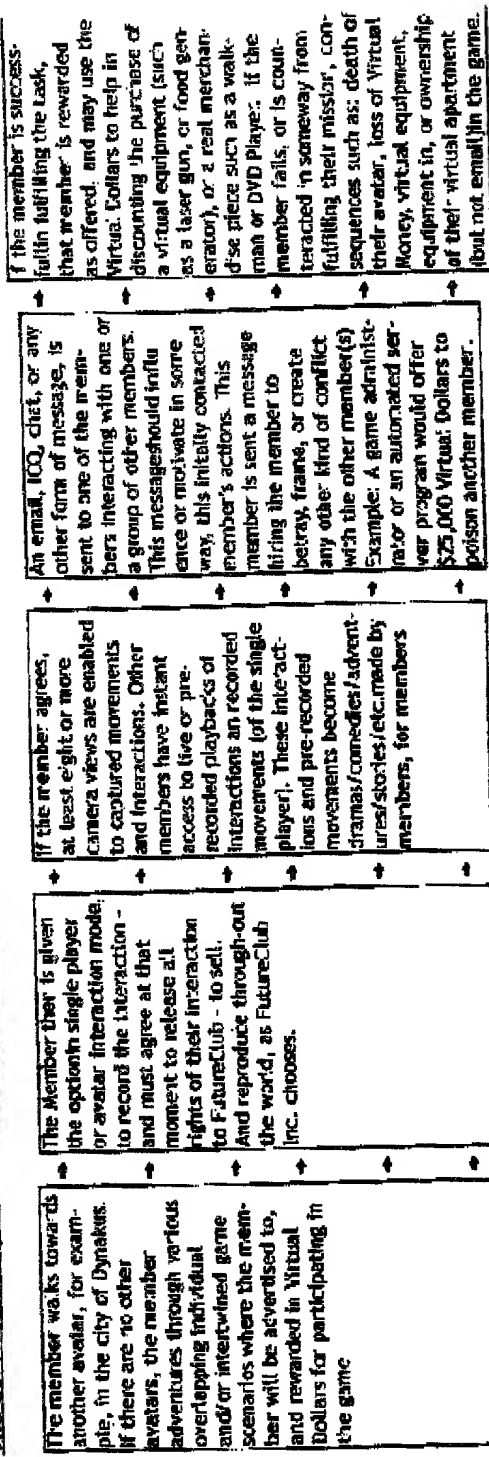 The member walks towards
another avatar, for exam-
ple, in the city of Dynakus.
If there are no other
avatars, the member
adventures through various
overlapping individual
and/or intertwined game
scenarios where the mem-
ber will be advertised to,
and rewarded in Virtual
Dollars for participating in
the game
The Member then is given
the optionin single player
or avatar interaction mode,
to record the interaction -
and must agree at that
moment to release all
rights of their interaction
to FutureClub - to sell.
And reproduce through-out
the world, as FutureClub
Inc. chooses.
If the member agrees,
at least eight or more
camera views are enabled
to captured movements
and interactions. Other
members have instant
access to live or pre-
recorded playbacks of
interactions an recorded
movements (of the single
player). These interact-
ions and pre-recorded
movements become
dramas/comedies/advent-
ures/stories/etc.made by
members, for members
An email, ICQ, chat, or any
other form of message, is
sent to one of the mem-
bers interacting with one or
a group of other members.
This messageshould influ
ence or motivate in some
way, this initally contacted
member's actions. This
member is sent a message
hiring the member to
betray, frame, or create
any other kind of conflict
with the other member(s)
Example: A game administ-
rator or an automated ser-
ver program would offer
$25,000 Virtual Dollars to
poison another member.
If the member is success-
fullin fulfilling the task,
that member is rewarded
as offered, and may use the
Virtual Dollars to help in
discounting the purchase of
a virtual equipment (such
as a laser gun, or food gen-
erator), or a real merchan
dise piece such as a walk-
man or DVD Player. If the
member fails, or is coun-
teracted in someway from
fulfilling their mission, con-
sequences such as: death of
their avatar, loss of Virtual
Money, virtual equipment,
equipment in, or ownership
of their virtual apartment
(but not email)in the game.